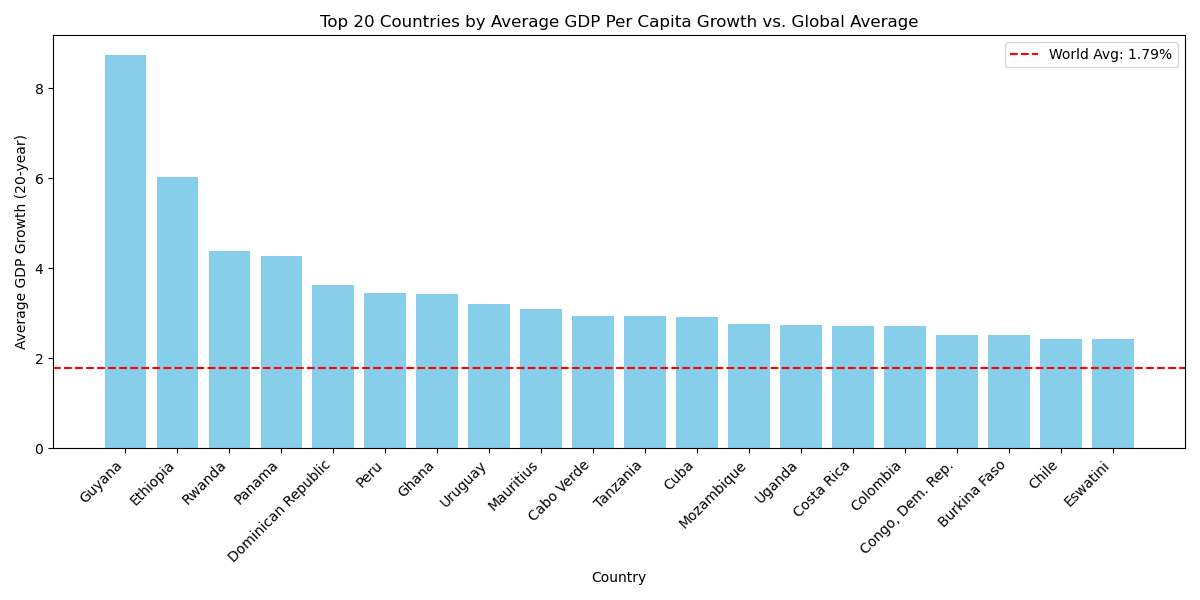 Top 20 Countries by Average GDP Per Capita Growth vs. Global Average
World Avg: 1.79%
Average GDP Growth (20-year)
8
6
4
2
0
Guyana
Ethiopia
Rwanda
Panama
Dominican Republic
Peru
Ghana
Uruguay
Mauritius
Cabo Verde
Tanzania
Cuba
Mozambique
Uganda
Costa Rica
Colombia
Congo, Dem. Rep.
Burkina Faso
Chile
Eswatini
Country